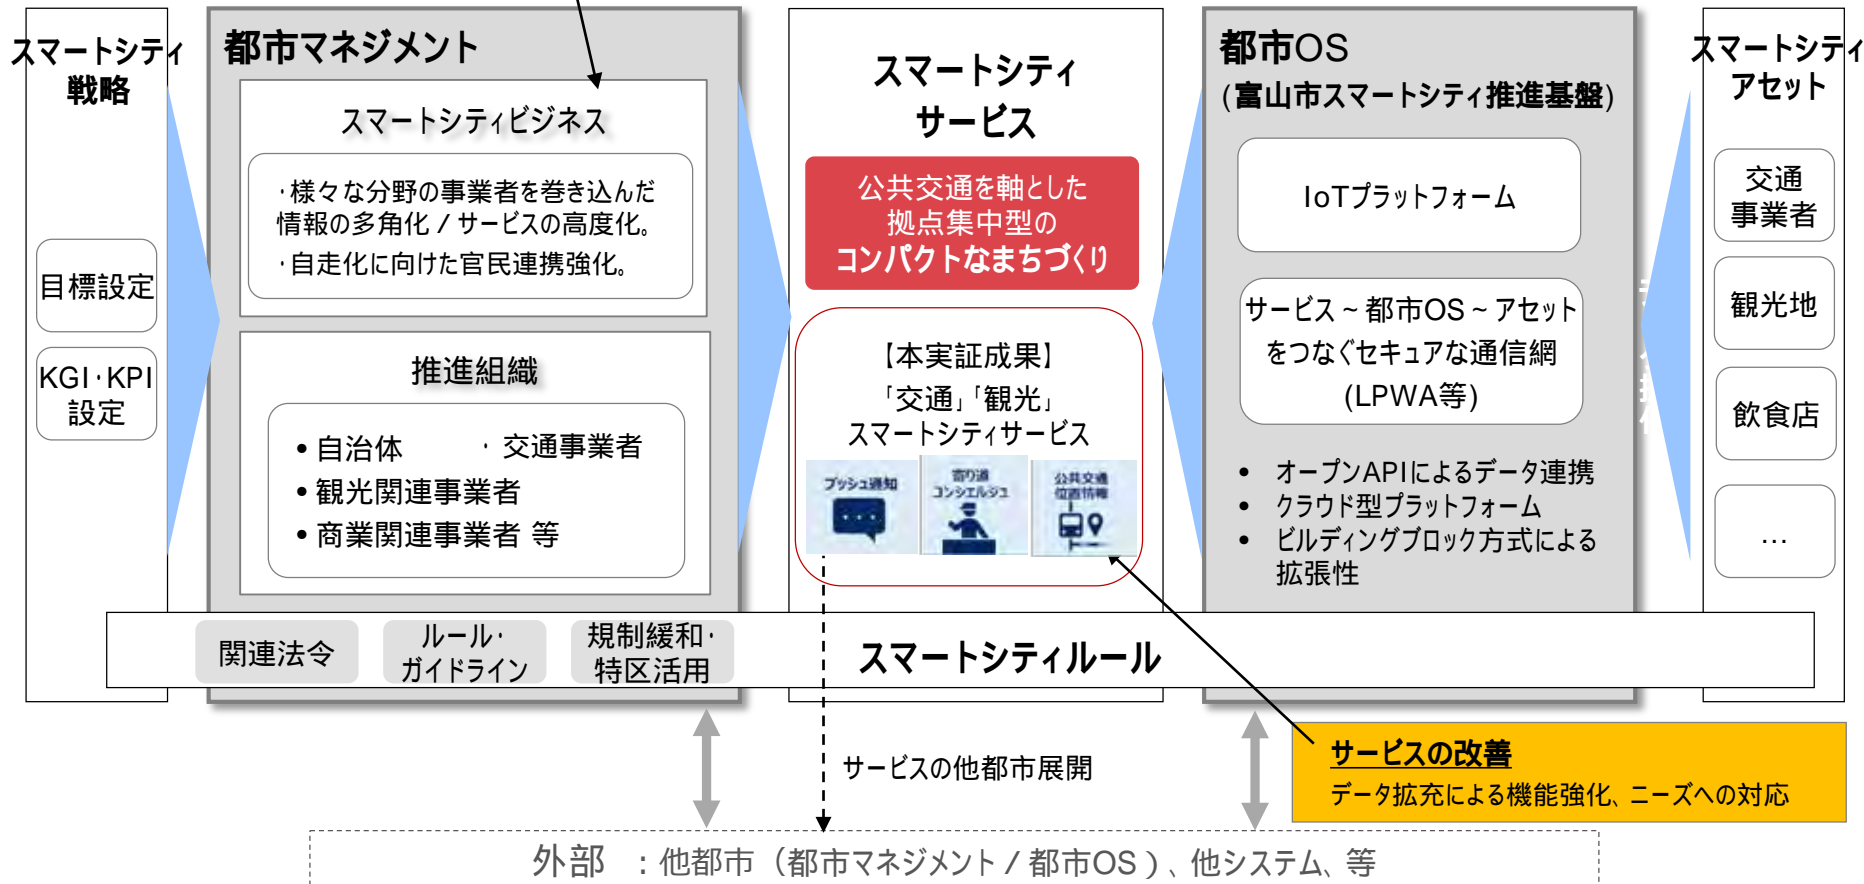 スマートシティ
戦略
目標設定
KGI・KPI
設定
都市マネジメント
スマートシティビジネス
・様々な分野の事業者を巻き込んだ
情報の多角化 / サービスの高度化。
・自走化に向けた官民連携強化。
推進組織
• 自治体 ・ 交通事業者
• 観光関連事業者
• 商業関連事業者 等
スマートシティ
サービス
公共交通を軸とした
拠点集中型の
コンパクトなまちづくり
【本実証成果】
「交通」「観光」
スマートシティサービス
プッシュ通知
寄り道
コンシェルジュ
公共交通
位置情報
都市OS
(富山市スマートシティ推進基盤)
IoTプラットフォーム
サービス ~ 都市OS ~ アセット
をつなぐセキュアな通信網
(LPWA等)
• オープンAPIによるデータ連携
• クラウド型プラットフォーム
• ビルディングブロック方式による
拡張性
スマートシティ
アセット
交通
事業者
観光地
飲食店
…
関連法令
ルール・
ガイドライン
規制緩和・
特区活用
スマートシティルール
サービスの他都市展開
サービスの改善
データ拡充による機能強化、ニーズへの対応
外部 : 他都市 (都市マネジメント / 都市OS)、他システム、等